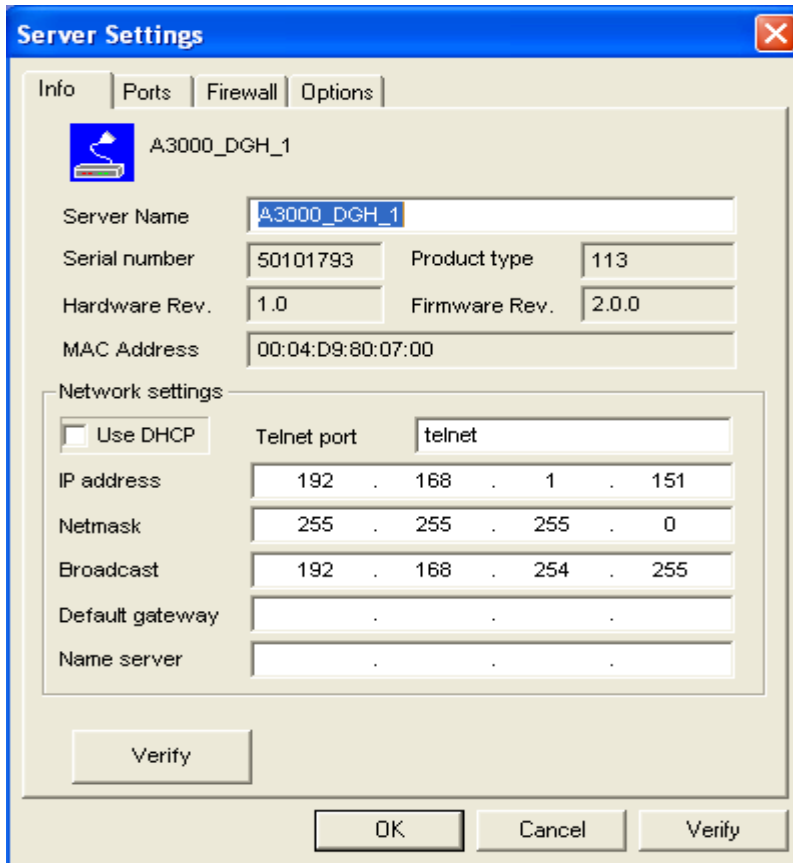 Server Settings
Info Ports Firewall Options
A3000_DGH_1
Server Name A3000_DGH_1
Serial number 50101793 Product type 113
Hardware Rev. 1.0 Firmware Rev. 2.0.0
MAC Address 00:04:D9:80:07:00
Network settings
Use DHCP Telnet port telnet
IP address 192 . 168 . 1 . 151
Netmask 255 . 255 . 255 . 0
Broadcast 192 . 168 . 254 . 255
Default gateway . . .
Name server . . .
Verify
OK Cancel Verify